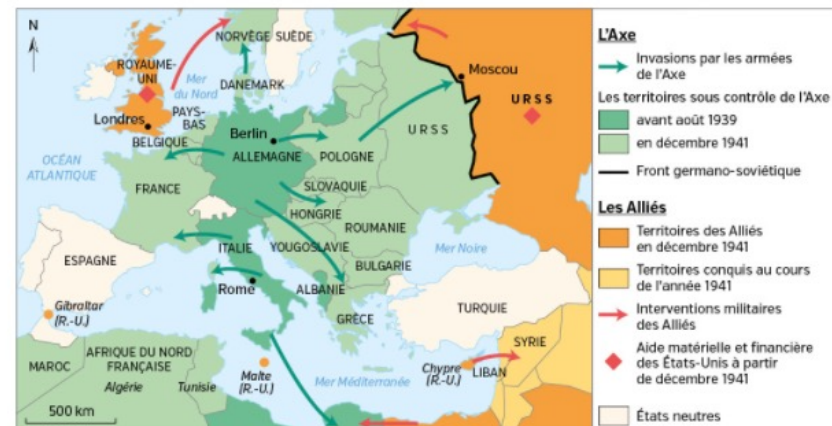 N
NORVÈGE
SUÈDE
ROYAUME-
UNI
Mer
du Nord
DANEMARK
Moscou
URSS
Londres
PAYS-
BAS
BELGIQUE
Berlin
ALLEMAGNE
POLOGNE
URSS
OCÉAN
ATLANTIQUE
FRANCE
SLOVAQUIE
HONGRIE
ROUMANIE
ITALIE
YOUGOSLAVIE
Mer Noire
ESPAGNE
BULGARIE
Rome
ALBANIE
TURQUIE
Gibraltar
(R.-U.)
GRÈCE
MAROC
AFRIQUE DU NORD
FRANÇAISE
Algérie
Tunisie
Malte
(R.-U.)
Mer Méditerranée
Chypre
(R.-U.)
LIBAN
SYRIE
500 km
L'Axe
Invasions par les armées
de l'Axe
Les territoires sous contrôle de l'Axe
avant août 1939
en décembre 1941
Front germano-soviétique
Les Alliés
Territoires des Alliés
en décembre 1941
Territoires conquis au cours
de l'année 1941
Interventions militaires
des Alliés
Aide matérielle et financière
des États-Unis à partir
de décembre 1941
États neutres